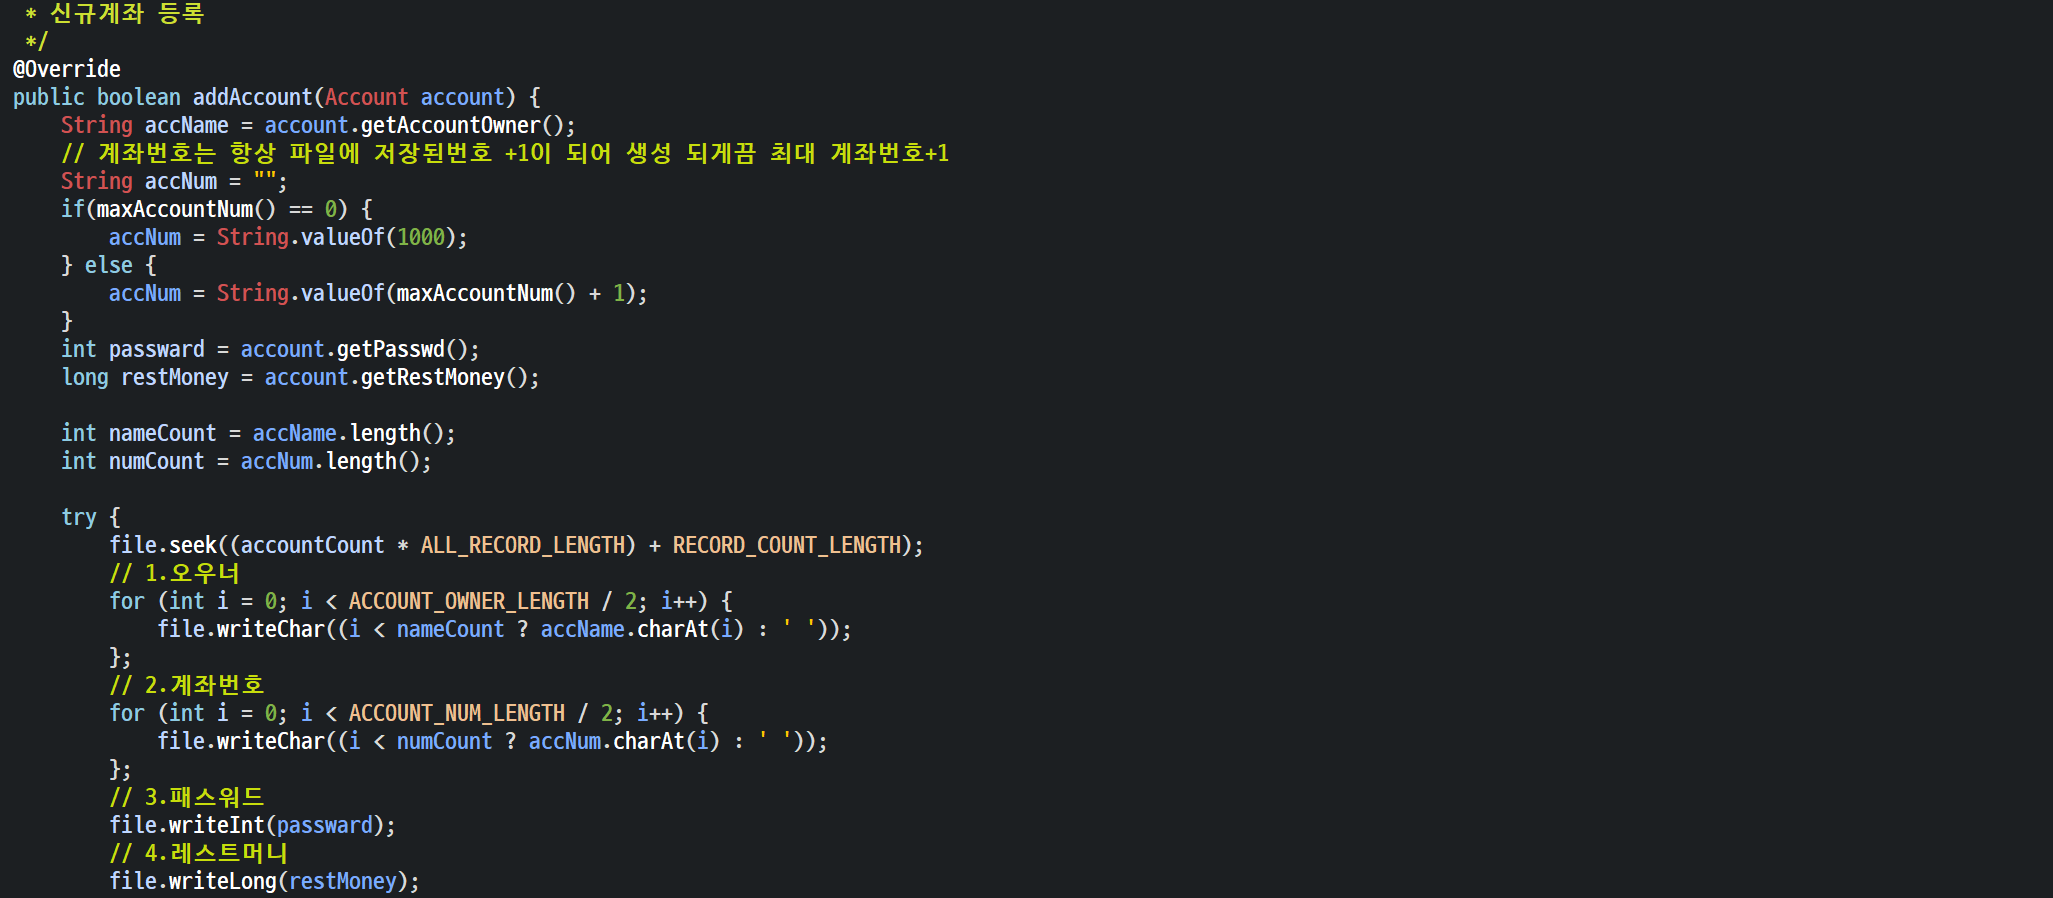 * 신규계좌 등록
 */
@Override
public boolean addAccount(Account account) {
    String accName = account.getAccountOwner();
    // 계좌번호는 항상 파일에 저장된번호 +1이 되어 생성 되게끔 최대 계좌번호+1
    String accNum = "";
    if(maxAccountNum() == 0) {
        accNum = String.valueOf(1000);
    } else {
        accNum = String.valueOf(maxAccountNum() + 1);
    }
    int passward = account.getPasswd();
    long restMoney = account.getRestMoney();

    int nameCount = accName.length();
    int numCount = accNum.length();

    try {
        file.seek((accountCount * ALL_RECORD_LENGTH) + RECORD_COUNT_LENGTH);
        // 1.오우너
        for (int i = 0; i < ACCOUNT_OWNER_LENGTH / 2; i++) {
            file.writeChar((i < nameCount ? accName.charAt(i) : ' '));
        };
        // 2.계좌번호
        for (int i = 0; i < ACCOUNT_NUM_LENGTH / 2; i++) {
            file.writeChar((i < numCount ? accNum.charAt(i) : ' '));
        };
        // 3.패스워드
        file.writeInt(passward);
        // 4.레스트머니
        file.writeLong(restMoney);